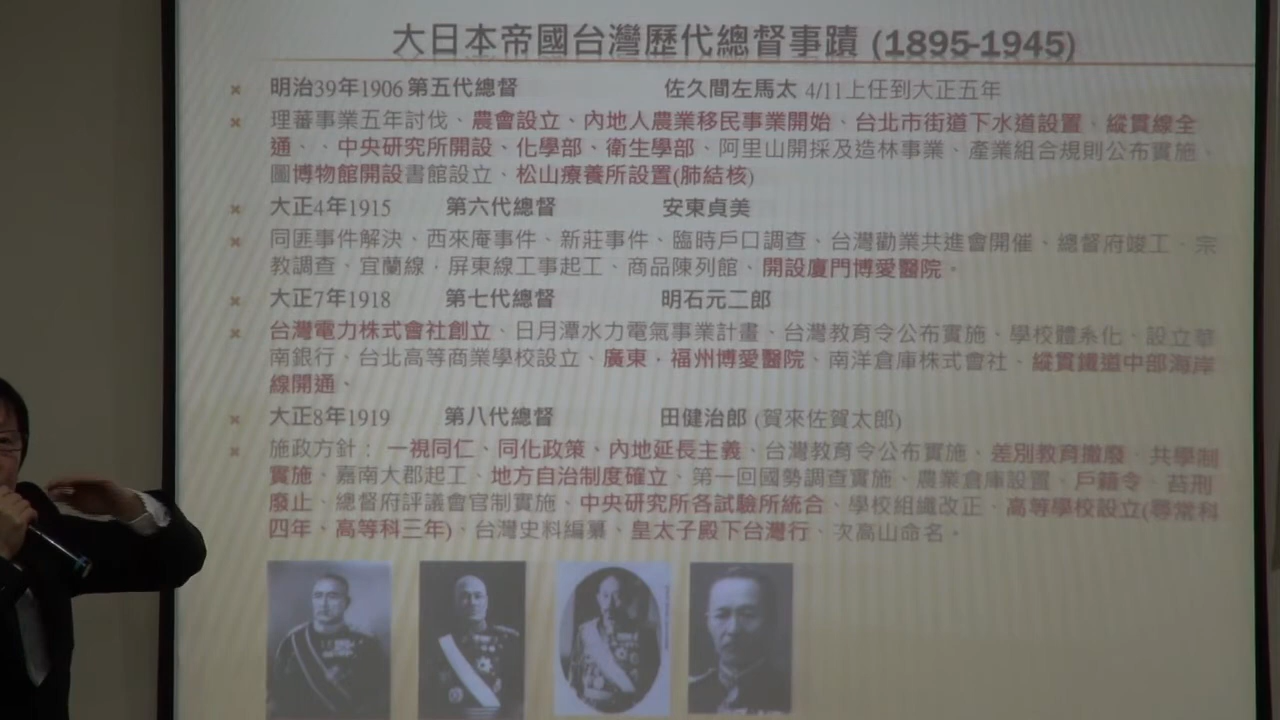 大日本帝國台灣歷代總督事蹟 (1895-1945)
明治39年1906 第五代總督 佐久間左馬太 4/11上任到大正五年
理蕃事業五年討伐、農會設立、內地人農業移民事業開始、台北市街道下水道設置、縱貫線全
通、、中央研究所開設、化學部、衛生學部、阿里山開採及造林事業、產業組合規則公布實施、
圖博物館開設書館設立、松山療養所設置(肺結核)
大正4年1915 第六代總督 安東貞美
同匪事件解決、西來庵事件、新莊事件、臨時戶口調查、台灣勸業共進會開催、總督府竣工、宗
教調查、宜蘭線，屏東線工事起工、商品陳列館、開設廈門博愛醫院。
大正7年1918 第七代總督 明石元二郎
台灣電力株式會社創立、日月潭水力電氣事業計畫、台灣教育令公布實施、學校體系化、設立華
南銀行、台北高等商業學校設立、廣東，福州博愛醫院、南洋倉庫株式會社、縱貫鐵道中部海岸
線開通、
大正8年1919 第八代總督 田健治郎 (賀來佐賀太郎)
施政方針： 一視同仁、同化政策、內地延長主義、台灣教育令公布實施、差別教育撤廢、共學制
實施、嘉南大郡起工、地方自治制度確立、第一回國勢調查實施、農業倉庫設置、戶籍令、笞刑
廢止、總督府評議會官制實施、中央研究所各試驗所統合、學校組織改正、高等學校設立(尋常科
四年、高等科三年)、台灣史料編纂、皇太子殿下台灣行、次高山命名。